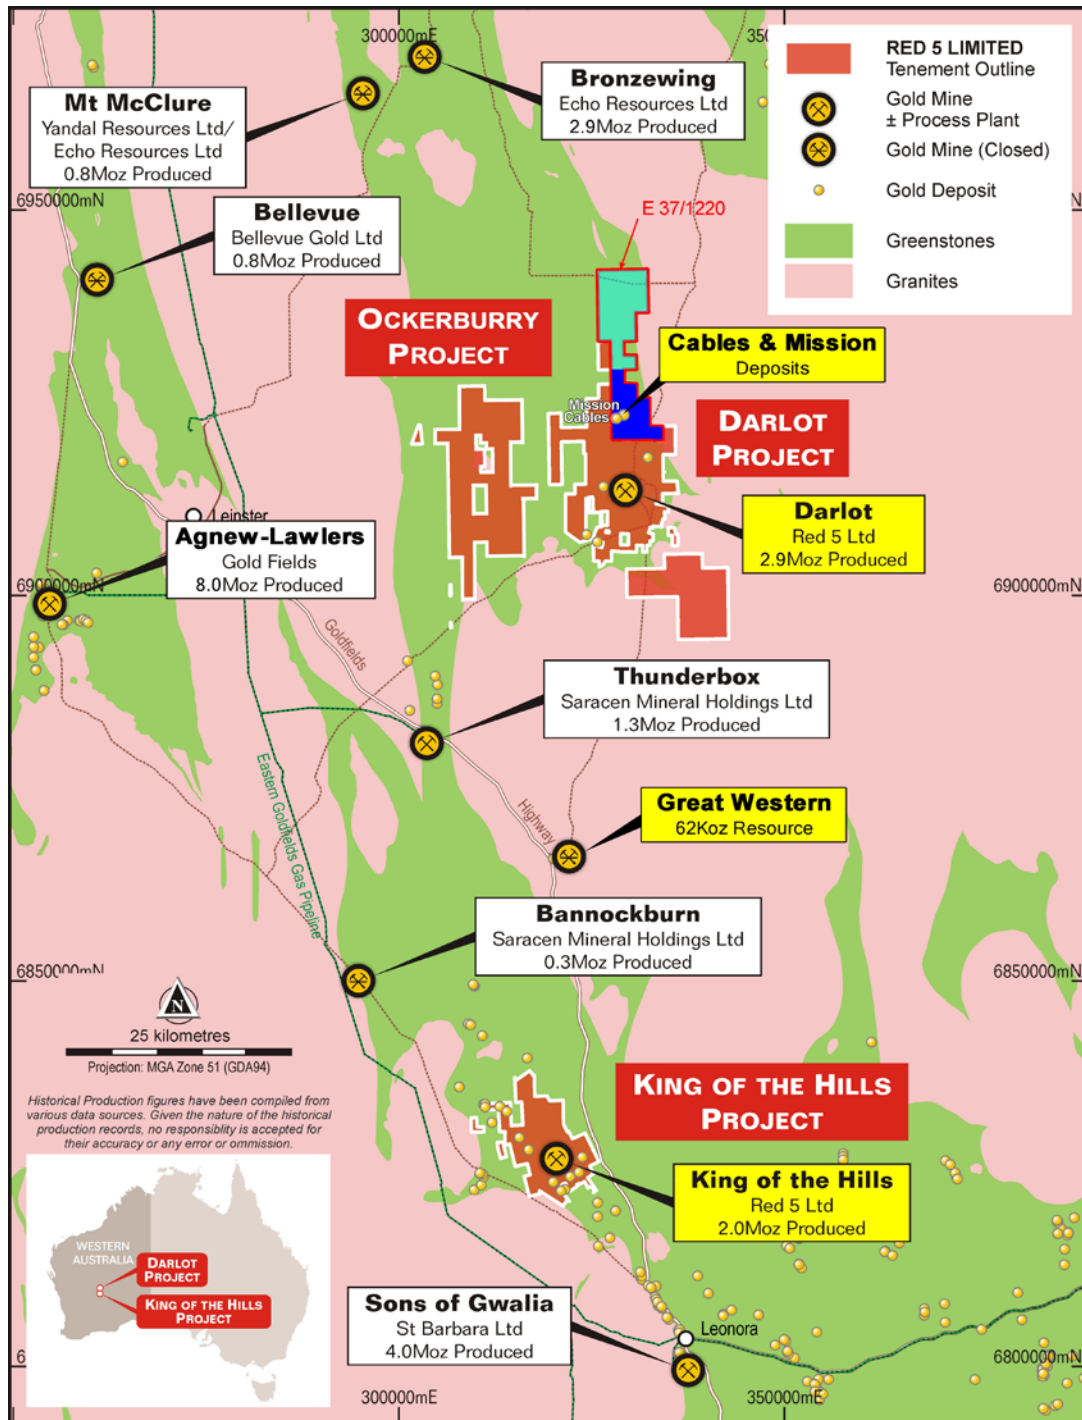 300000mE
350
RED 5 LIMITED
Tenement Outline
Gold Mine
± Process Plant
Gold Mine (Closed)
Gold Deposit
Greenstones
Granites
Bronzewing
Echo Resources Ltd
2.9Moz Produced
Mt McClure
Yandal Resources Ltd/
Echo Resources Ltd
0.8Moz Produced
6950000mN
N
Bellevue
Bellevue Gold Ltd
0.8Moz Produced
E 37/1220
OCKERBURRY
PROJECT
Cables & Mission
Deposits
Mission
Cables
DARLOT
PROJECT
Darlot
Red 5 Ltd
2.9Moz Produced
Leinster
Agnew-Lawlers
Gold Fields
8.0Moz Produced
6900000mN
6900000mN
Goldfields
Highway
Thunderbox
Saracen Mineral Holdings Ltd
1.3Moz Produced
Eastern Goldfields Gas Pipeline
Great Western
62Koz Resource
Bannockburn
Saracen Mineral Holdings Ltd
0.3Moz Produced
6850000mN
6850000mN
N
25 kilometres
Projection: MGA Zone 51 (GDA94)
Historical Production figures have been compiled from
various data sources. Given the nature of the historical
production records, no responsiblity is accepted for
their accuracy or any error or ommission.
KING OF THE HILLS
PROJECT
King of the Hills
Red 5 Ltd
2.0Moz Produced
WESTERN
AUSTRALIA
DARLOT
PROJECT
KING OF THE HILLS
PROJECT
Sons of Gwalia
St Barbara Ltd
4.0Moz Produced
Leonora
6
6800000mN
300000mE
350000mE